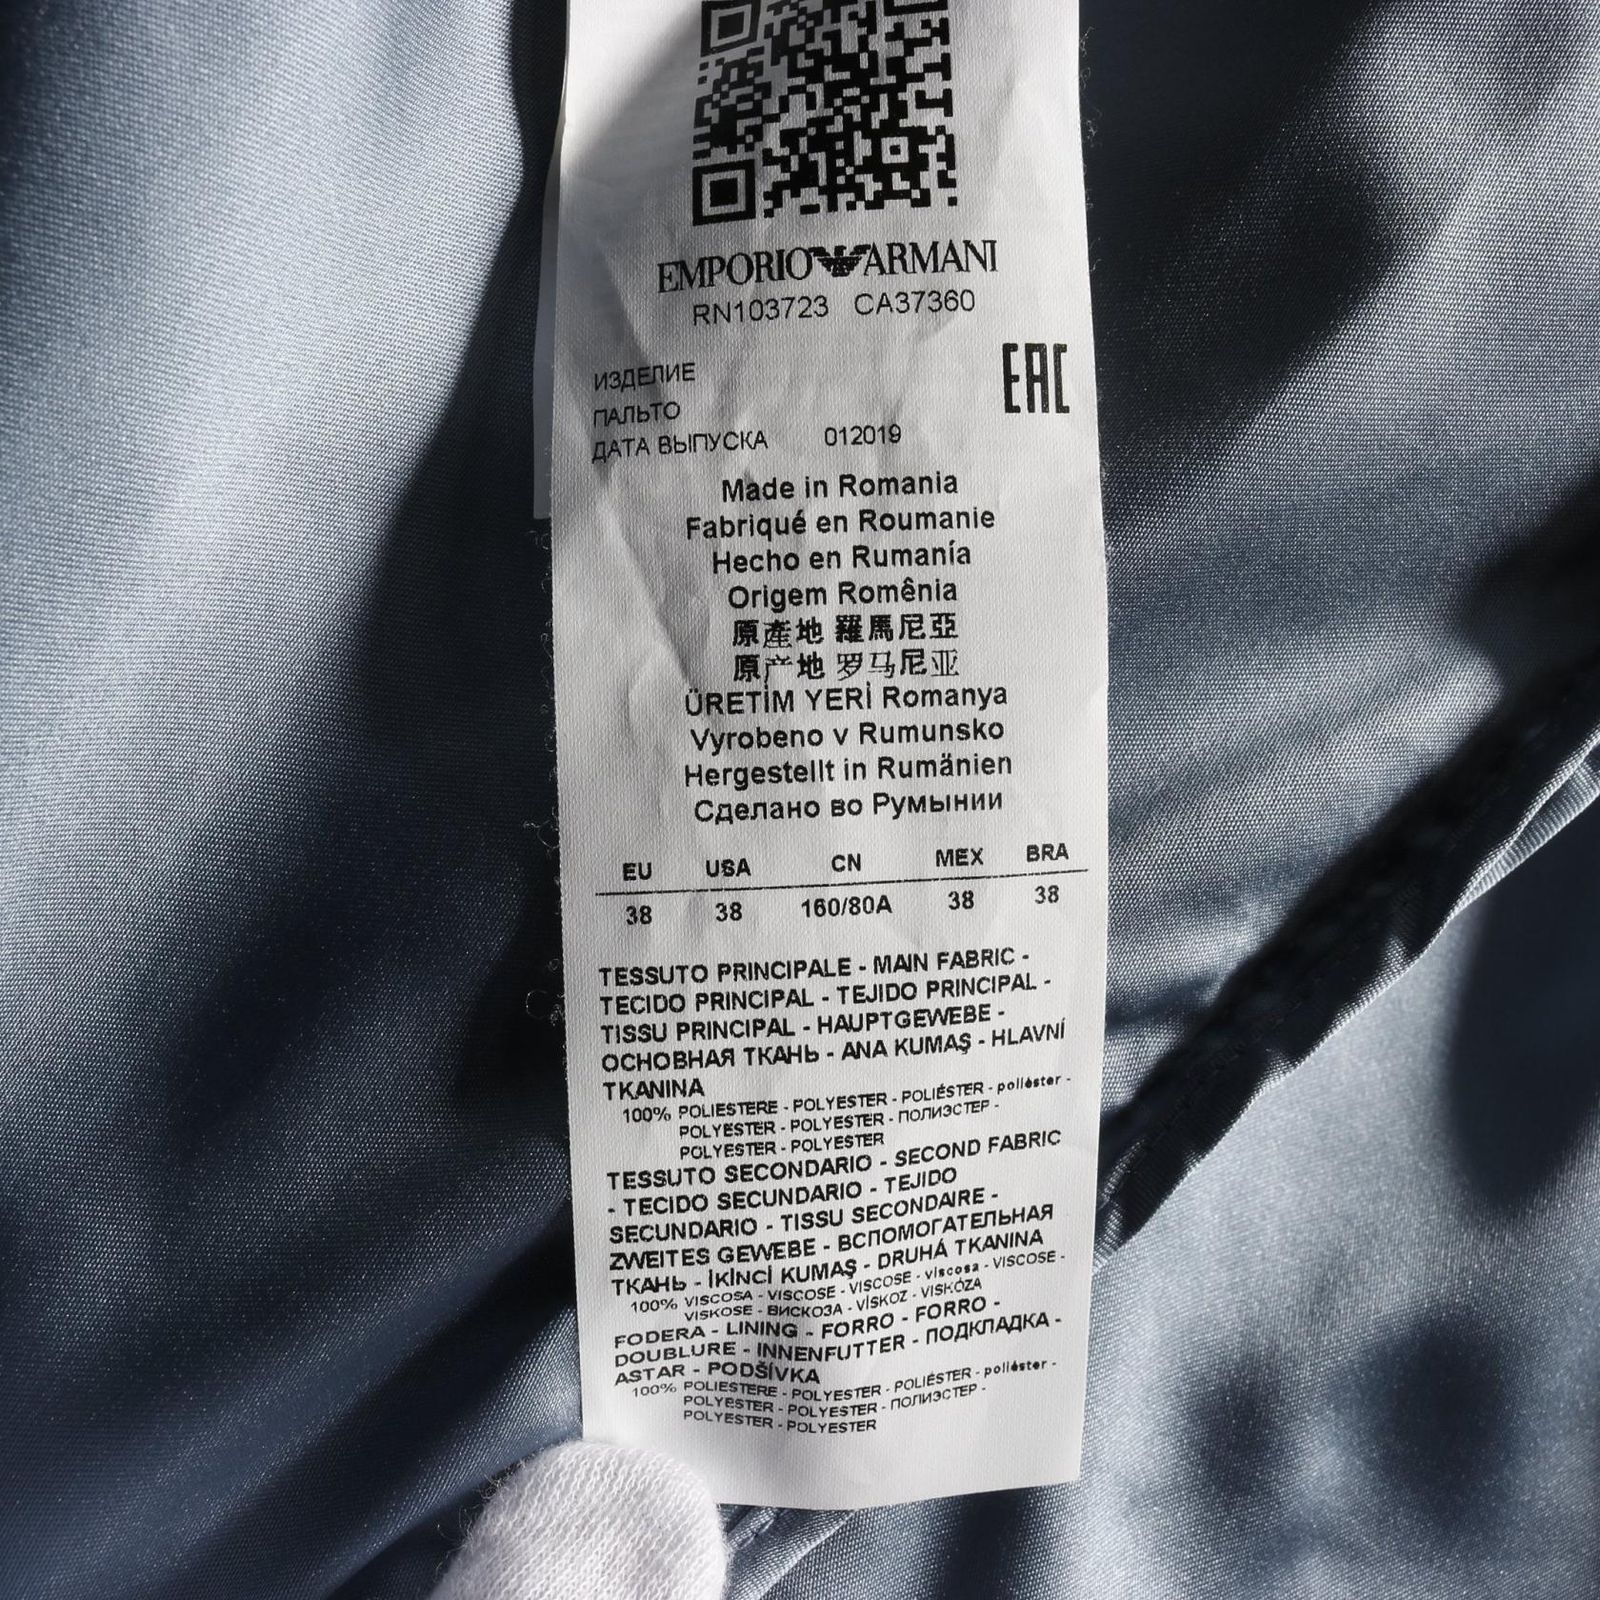 EMPORIO ARMANI
RN103723 CA37360
EAC
ИЗДЕЛИЕ
ПАЛЬТО
ДАТА ВЫПУСКА 012019
Made in Romania
Fabriqué en Roumanie
Hecho en Rumanía
Origem Romênia
原產地 羅馬尼亞
原产地 罗马尼亚
ÜRETİM YERİ Romanya
Vyrobeno v Rumunsko
Hergestellt in Rumänien
Сделано во Румынии
EU USA CN MEX BRA
38 38 160/80A 38 38
TESSUTO PRINCIPALE - MAIN FABRIC -
TECIDO PRINCIPAL - TEJIDO PRINCIPAL -
TISSU PRINCIPAL - HAUPTGEWEBE -
ОСНОВНАЯ ТКАНЬ - ANA KUMAŞ - HLAVNÍ
TKANINA
100% POLIESTERE - POLYESTER - POLIÉSTER - poliéster -
POLYESTER - POLYESTER - ПОЛИЭСТЕР -
POLYESTER - POLYESTER
TESSUTO SECONDARIO - SECOND FABRIC
- TECIDO SECUNDARIO - TEJIDO
SECUNDARIO - TISSU SECONDAIRE -
ZWEITES GEWEBE - ВСПОМОГАТЕЛЬНАЯ
ТКАНЬ - İKİNCİ KUMAŞ - DRUHÁ TKANINA
100% VISCOSA - VISCOSE - VISCOSE - viscosa - VISCOSE -
VISKOSE - ВИСКОЗА - VİSKOZ - VISKÓZA
FODERA - LINING - FORRO - FORRO -
DOUBLURE - INNENFUTTER - ПОДКЛАДКА -
ASTAR - PODŠÍVKA
100% POLIESTERE - POLYESTER - POLIÉSTER - poliéster -
POLYESTER - POLYESTER - ПОЛИЭСТЕР -
POLYESTER - POLYESTER